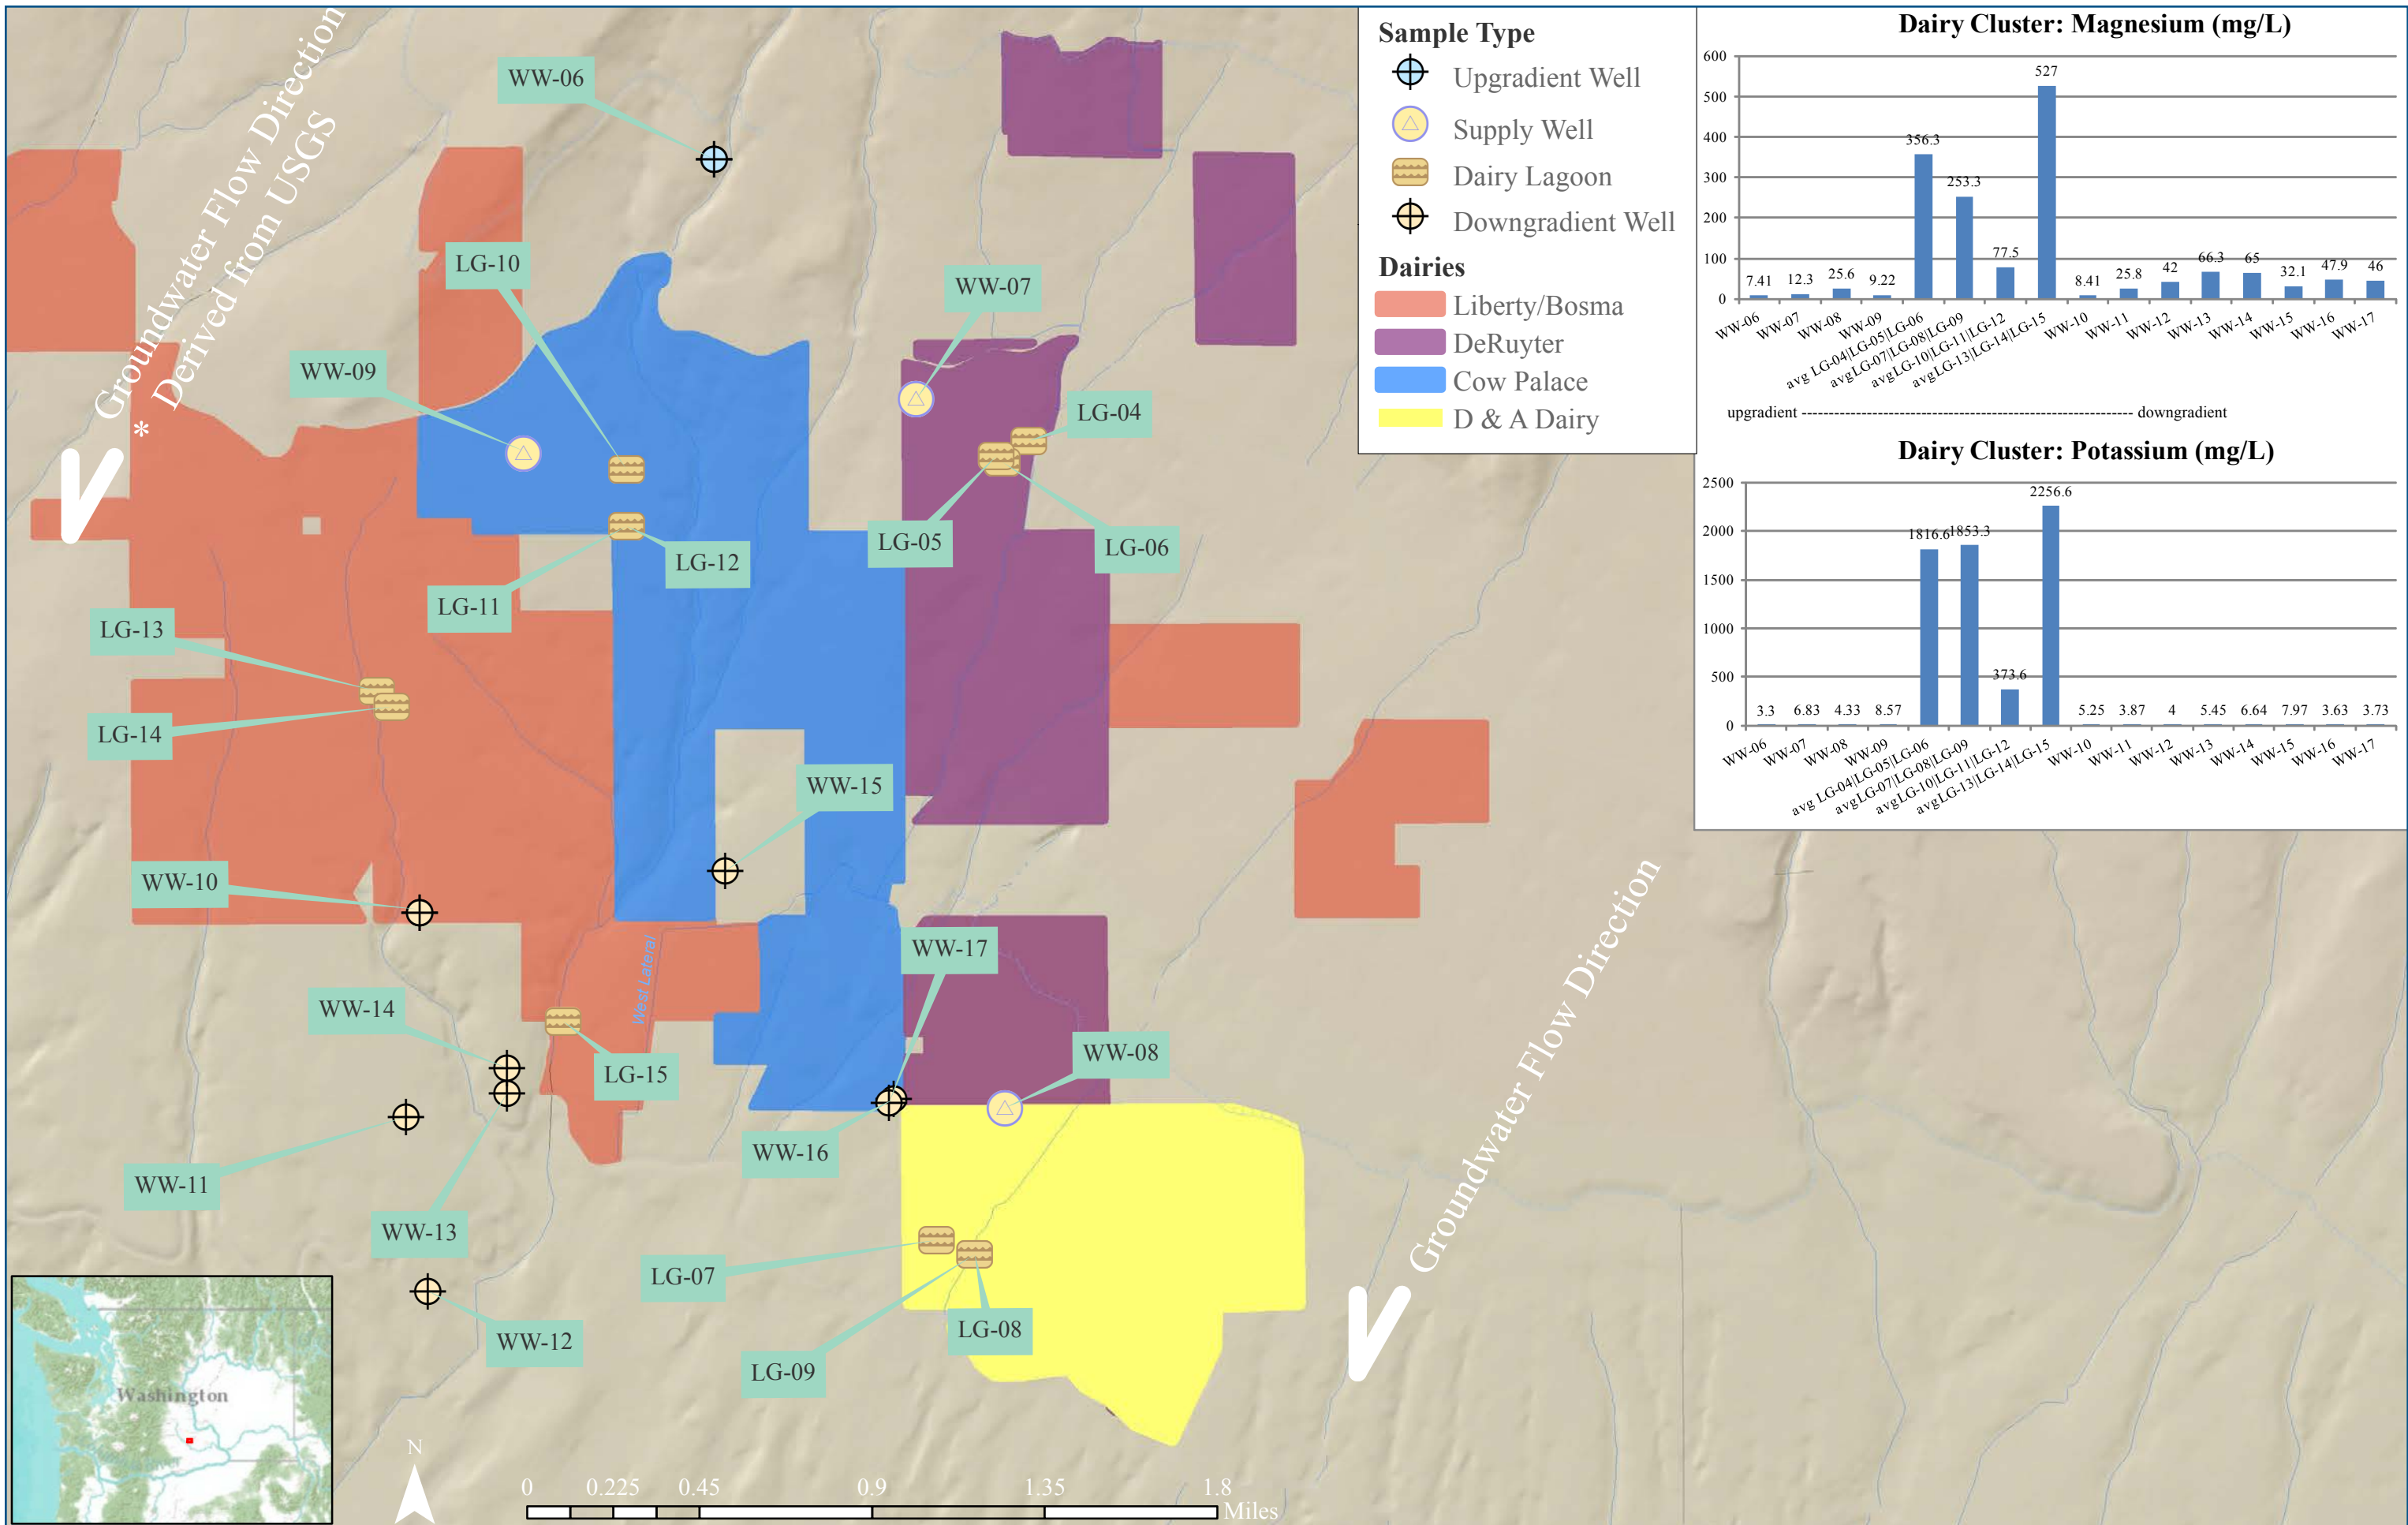 Groundwater Flow Direction
* Derived from USGS
WW-06
LG-10
WW-07
WW-09
LG-04
LG-05
LG-06
LG-12
LG-11
LG-13
LG-14
WW-15
WW-10
WW-17
West Lateral
WW-14
WW-08
LG-15
WW-16
WW-11
WW-13
LG-07
LG-08
WW-12
LG-09
Groundwater Flow Direction
Washington
N
0 0.225 0.45 0.9 1.35 1.8
Miles
Sample Type
Upgradient Well
Supply Well
Dairy Lagoon
Downgradient Well
Dairies
Liberty/Bosma
DeRuyter
Cow Palace
D & A Dairy
Dairy Cluster: Magnesium (mg/L)
600
500
400
300
200
100
0
7.41 12.3 25.6 9.22 356.3 253.3 77.5 527 8.41 25.8 42 66.3 65 32.1 47.9 46
WW-06 WW-07 WW-08 WW-09 avg LG-04|LG-05|LG-06 avgLG-07|LG-08|LG-09 avgLG-10|LG-11|LG-12 avgLG-13|LG-14|LG-15 WW-10 WW-11 WW-12 WW-13 WW-14 WW-15 WW-16 WW-17
upgradient ------------------------------------------------------------ downgradient
Dairy Cluster: Potassium (mg/L)
2500
2000
1500
1000
500
0
3.3 6.83 4.33 8.57 1816.6 1853.3 373.6 2256.6 5.25 3.87 4 5.45 6.64 7.97 3.63 3.73
WW-06 WW-07 WW-08 WW-09 avg LG-04|LG-05|LG-06 avgLG-07|LG-08|LG-09 avgLG-10|LG-11|LG-12 avgLG-13|LG-14|LG-15 WW-10 WW-11 WW-12 WW-13 WW-14 WW-15 WW-16 WW-17